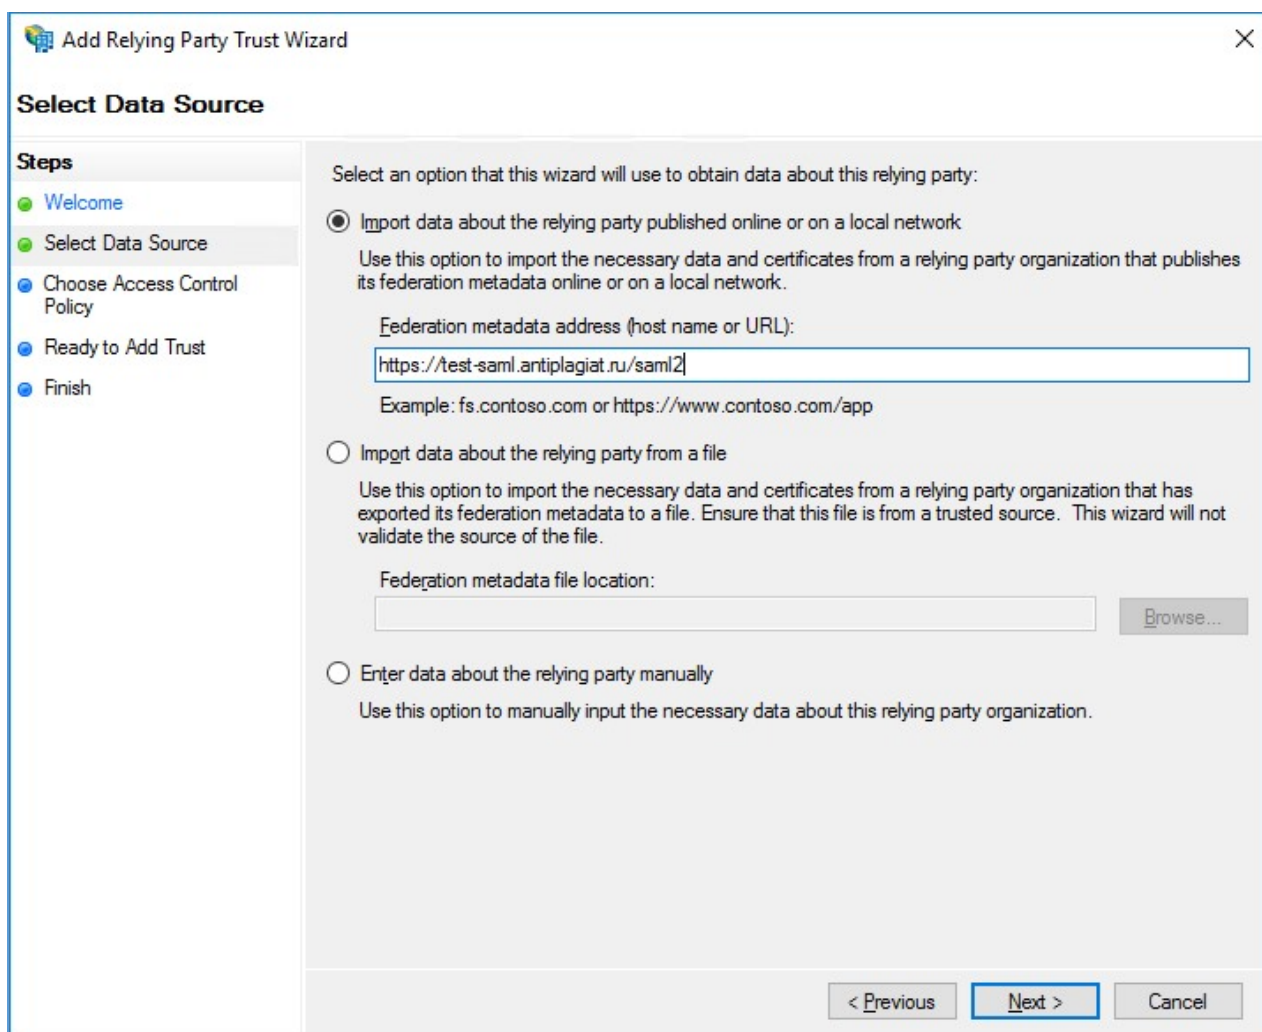 Add Relying Party Trust Wizard
Select Data Source
Steps
Welcome
Select Data Source
Choose Access Control
Policy
Ready to Add Trust
Finish
Select an option that this wizard will use to obtain data about this relying party:
Import data about the relying party published online or on a local network
Use this option to import the necessary data and certificates from a relying party organization that publishes
its federation metadata online or on a local network.
Federation metadata address (host name or URL):
https://test-saml.antiplagiat.ru/saml2
Example: fs.contoso.com or https://www.contoso.com/app
Import data about the relying party from a file
Use this option to import the necessary data and certificates from a relying party organization that has
exported its federation metadata to a file. Ensure that this file is from a trusted source.  This wizard will not
validate the source of the file.
Federation metadata file location:
Browse...
Enter data about the relying party manually
Use this option to manually input the necessary data about this relying party organization.
< Previous
Next >
Cancel